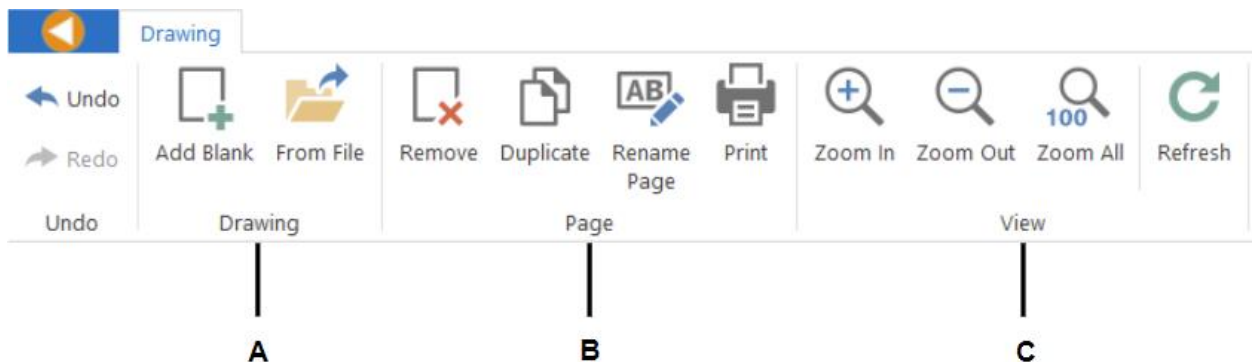 Drawing
Undo
Redo
Add Blank
From File
Remove
Duplicate
Rename
Page
Print
Zoom In
Zoom Out
100
Zoom All
Refresh
AB
Undo
Drawing
Page
View
A
B
C